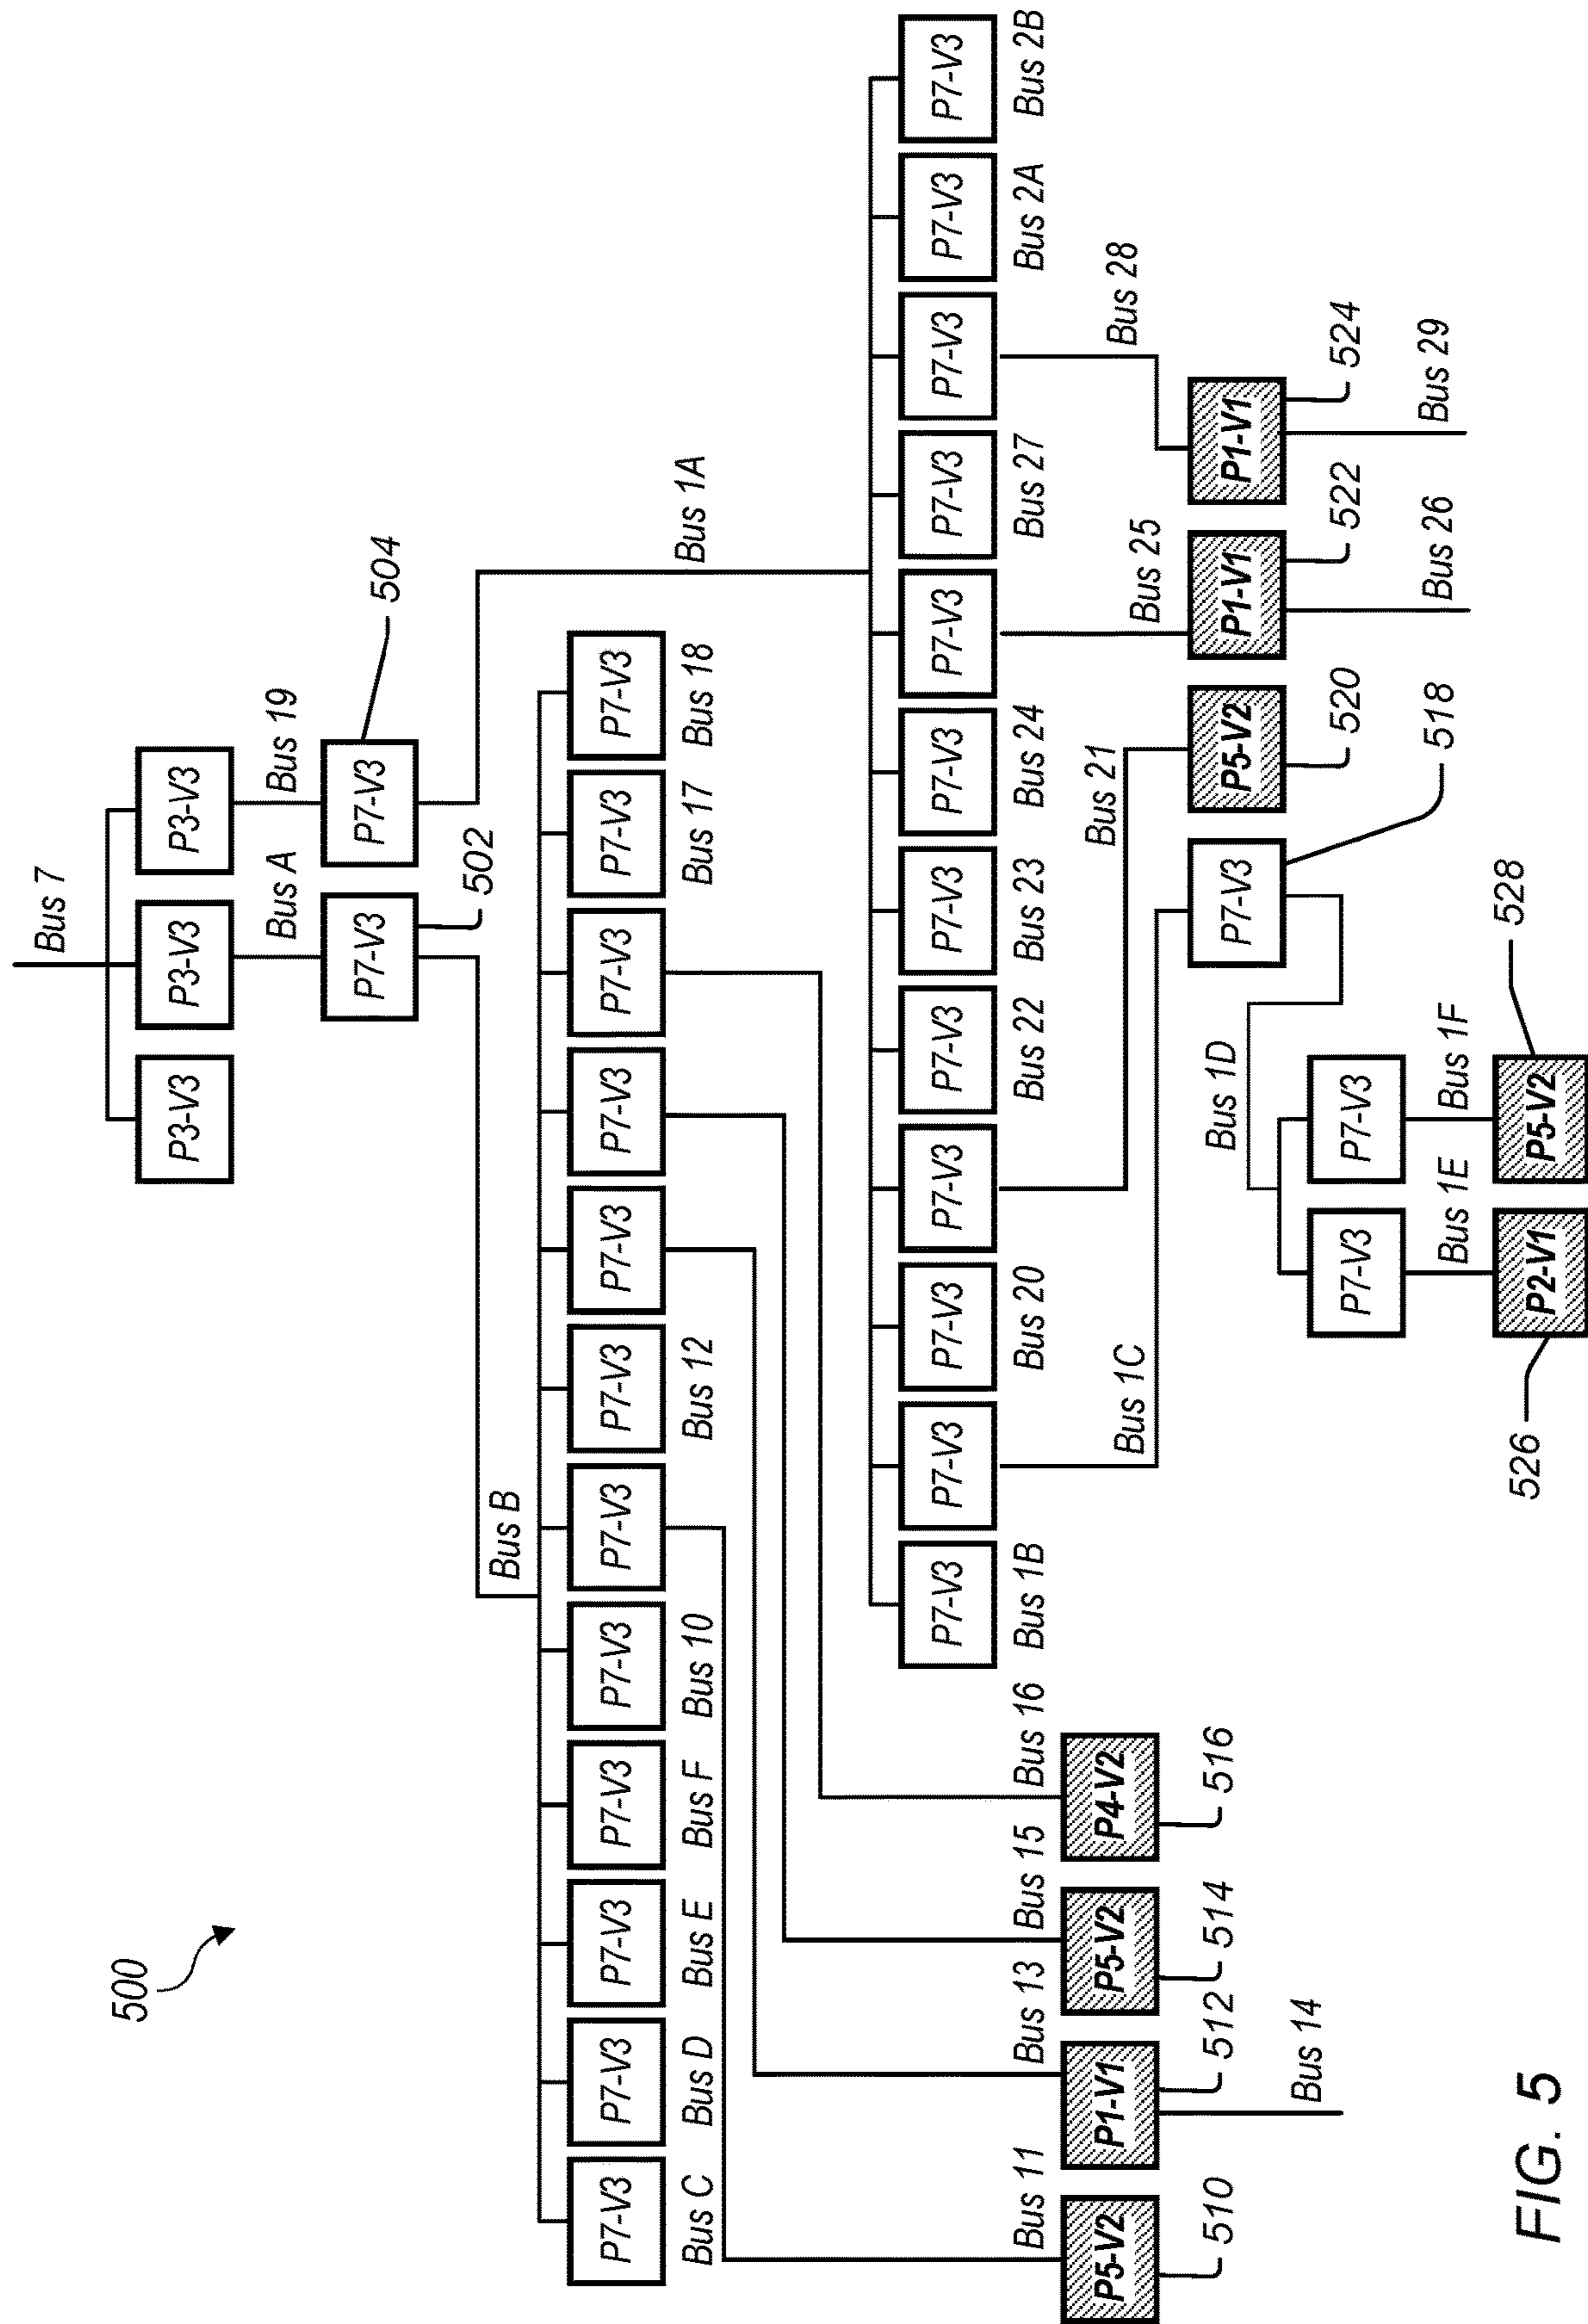 500
Bus 7
P3-V3
P3-V3
P3-V3
Bus A
Bus 19
P7-V3
P7-V3
502
504
Bus B
P7-V3
P7-V3
P7-V3
P7-V3
P7-V3
P7-V3
P7-V3
P7-V3
P7-V3
P7-V3
P7-V3
P7-V3
Bus C
Bus D
Bus E
Bus F
Bus 10
Bus 12
Bus 17
Bus 18
Bus 1A
P7-V3
P7-V3
P7-V3
P7-V3
P7-V3
P7-V3
P7-V3
P7-V3
P7-V3
P7-V3
P7-V3
P7-V3
Bus 1B
Bus 20
Bus 22
Bus 23
Bus 24
Bus 27
Bus 2A
Bus 2B
Bus 11
Bus 13
Bus 15
Bus 16
P5-V2
P1-V1
P5-V2
P4-V2
510
512
514
516
Bus 14
Bus 1C
Bus 21
Bus 25
Bus 28
P7-V3
P5-V2
P1-V1
P1-V1
518
520
522
524
Bus 26
Bus 29
Bus 1D
P7-V3
P7-V3
Bus 1E
Bus 1F
P2-V1
P5-V2
526
528
FIG. 5